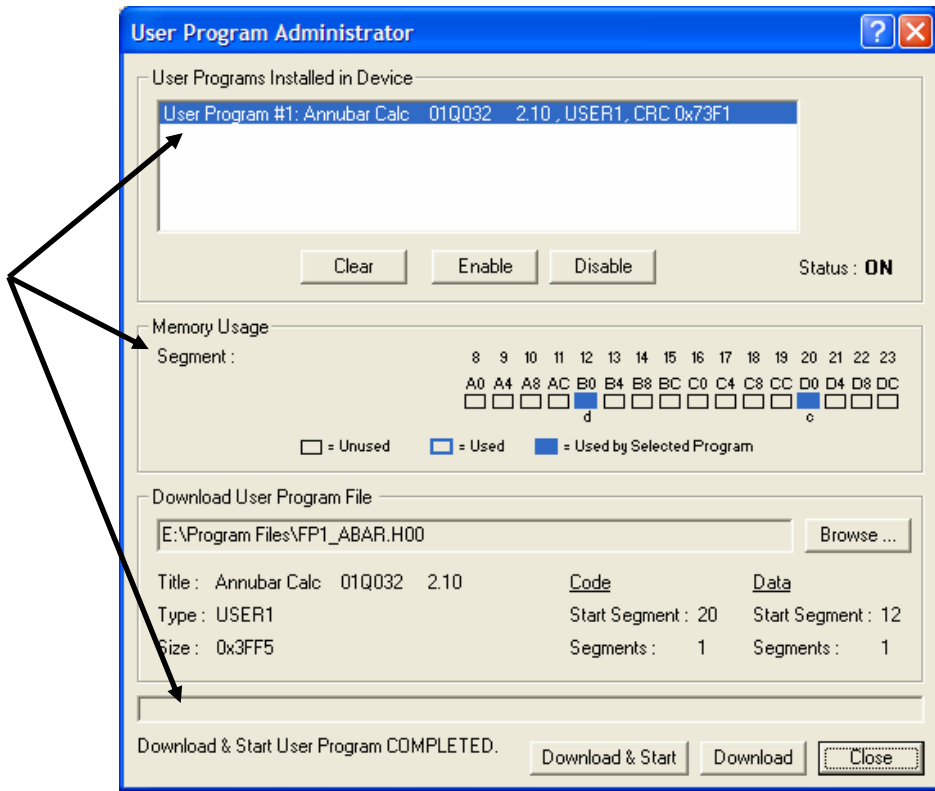 User Program Administrator
User Programs Installed in Device
User Program #1: Annubar Calc 01Q032 2.10 , USER1, CRC 0x73F1
Clear Enable Disable Status : ON
Memory Usage
Segment : 8 9 10 11 12 13 14 15 16 17 18 19 20 21 22 23
A0 A4 A8 AC B0 B4 B8 BC C0 C4 C8 CC D0 D4 D8 DC
d c
= Unused = Used = Used by Selected Program
Download User Program File
E:\Program Files\FP1_ABAR.H00 Browse ...
Title : Annubar Calc 01Q032 2.10 Code Data
Type : USER1 Start Segment : 20 Start Segment : 12
Size : 0x3FF5 Segments : 1 Segments : 1
Download & Start User Program COMPLETED.
Download & Start Download Close